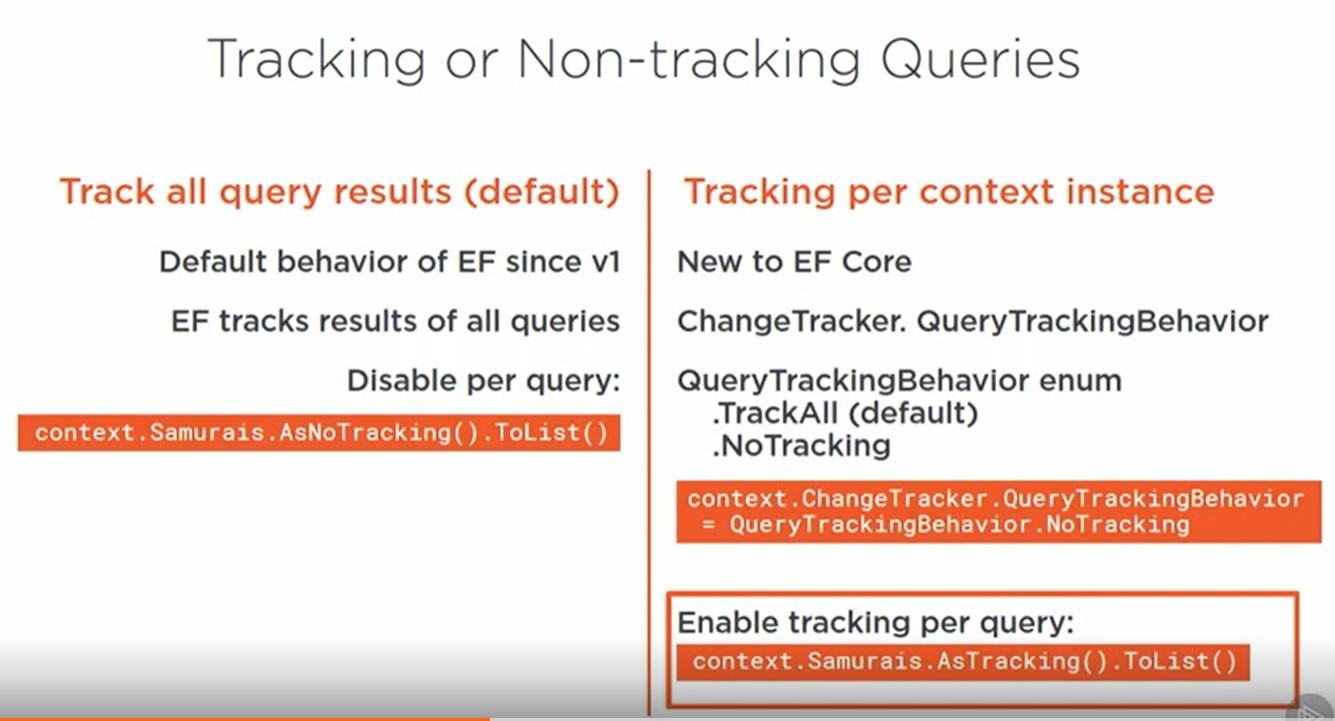 Tracking or Non-tracking Queries
Track all query results (default)
Default behavior of EF since v1
EF tracks results of all queries
Disable per query:
context.Samurais.AsNoTracking().ToList()
Tracking per context instance
New to EF Core
ChangeTracker. QueryTrackingBehavior
QueryTrackingBehavior enum
.TrackAll (default)
.NoTracking
context.ChangeTracker.QueryTrackingBehavior
= QueryTrackingBehavior.NoTracking
Enable tracking per query:
context.Samurais.AsTracking().ToList()